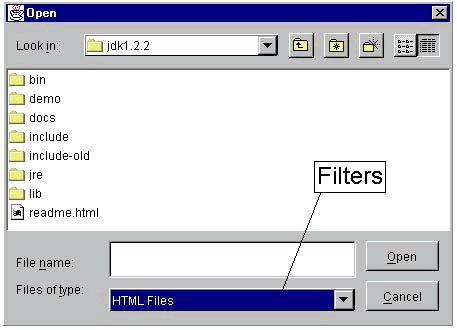 Open
Look in: jdk1.2.2
bin
demo
docs
include
include-old
jre
lib
readme.html
Filters
File name:
Open
Files of type: HTML Files
Cancel